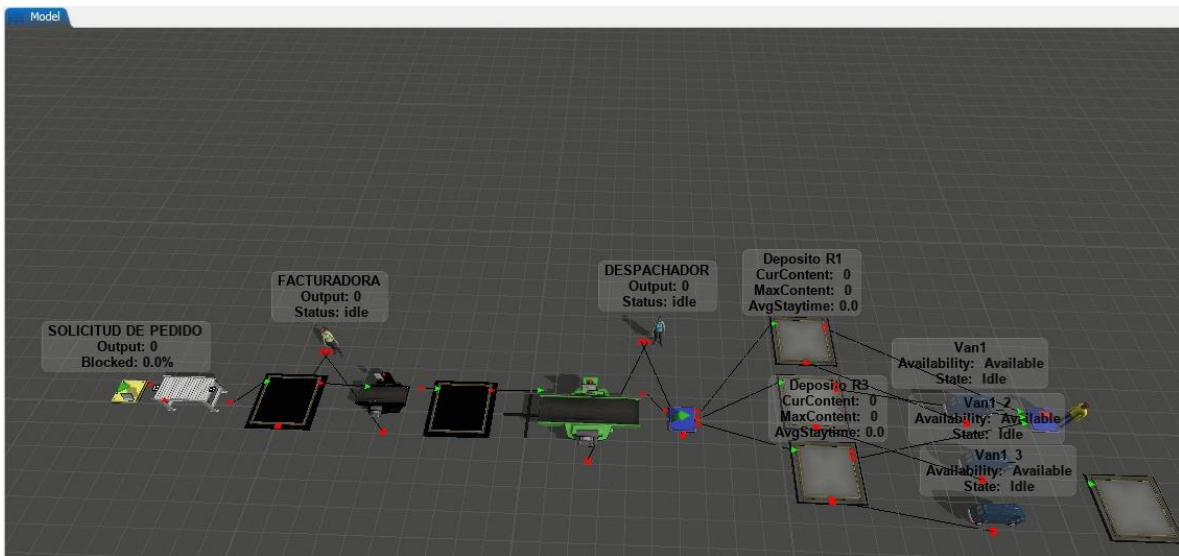 Model
SOLICITUD DE PEDIDO
Output: 0
Blocked: 0.0%
FACTURADORA
Output: 0
Status: idle
DESPACHADOR
Output: 0
Status: idle
Deposito R1
CurContent: 0
MaxContent: 0
AvgStaytime: 0.0
Deposito R3
CurContent: 0
MaxContent: 0
AvgStaytime: 0.0
Van1
Availability: Available
State: Idle
Van1_2
Availability: Available
State: Idle
Van1_3
Availability: Available
State: Idle